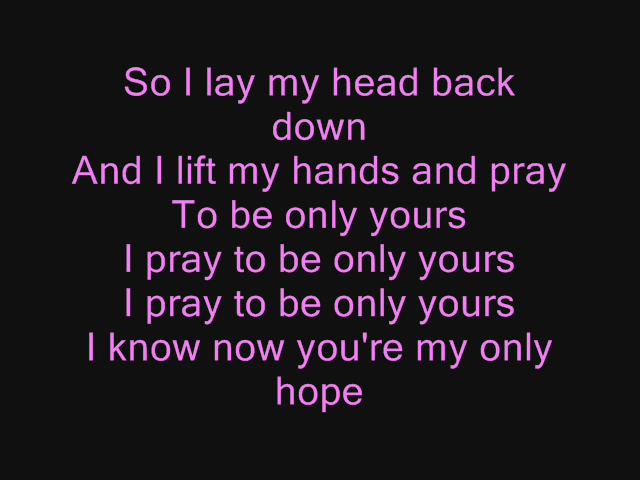 So I lay my head back
down
And I lift my hands and pray
To be only yours
I pray to be only yours
I pray to be only yours
I know now you're my only
hope